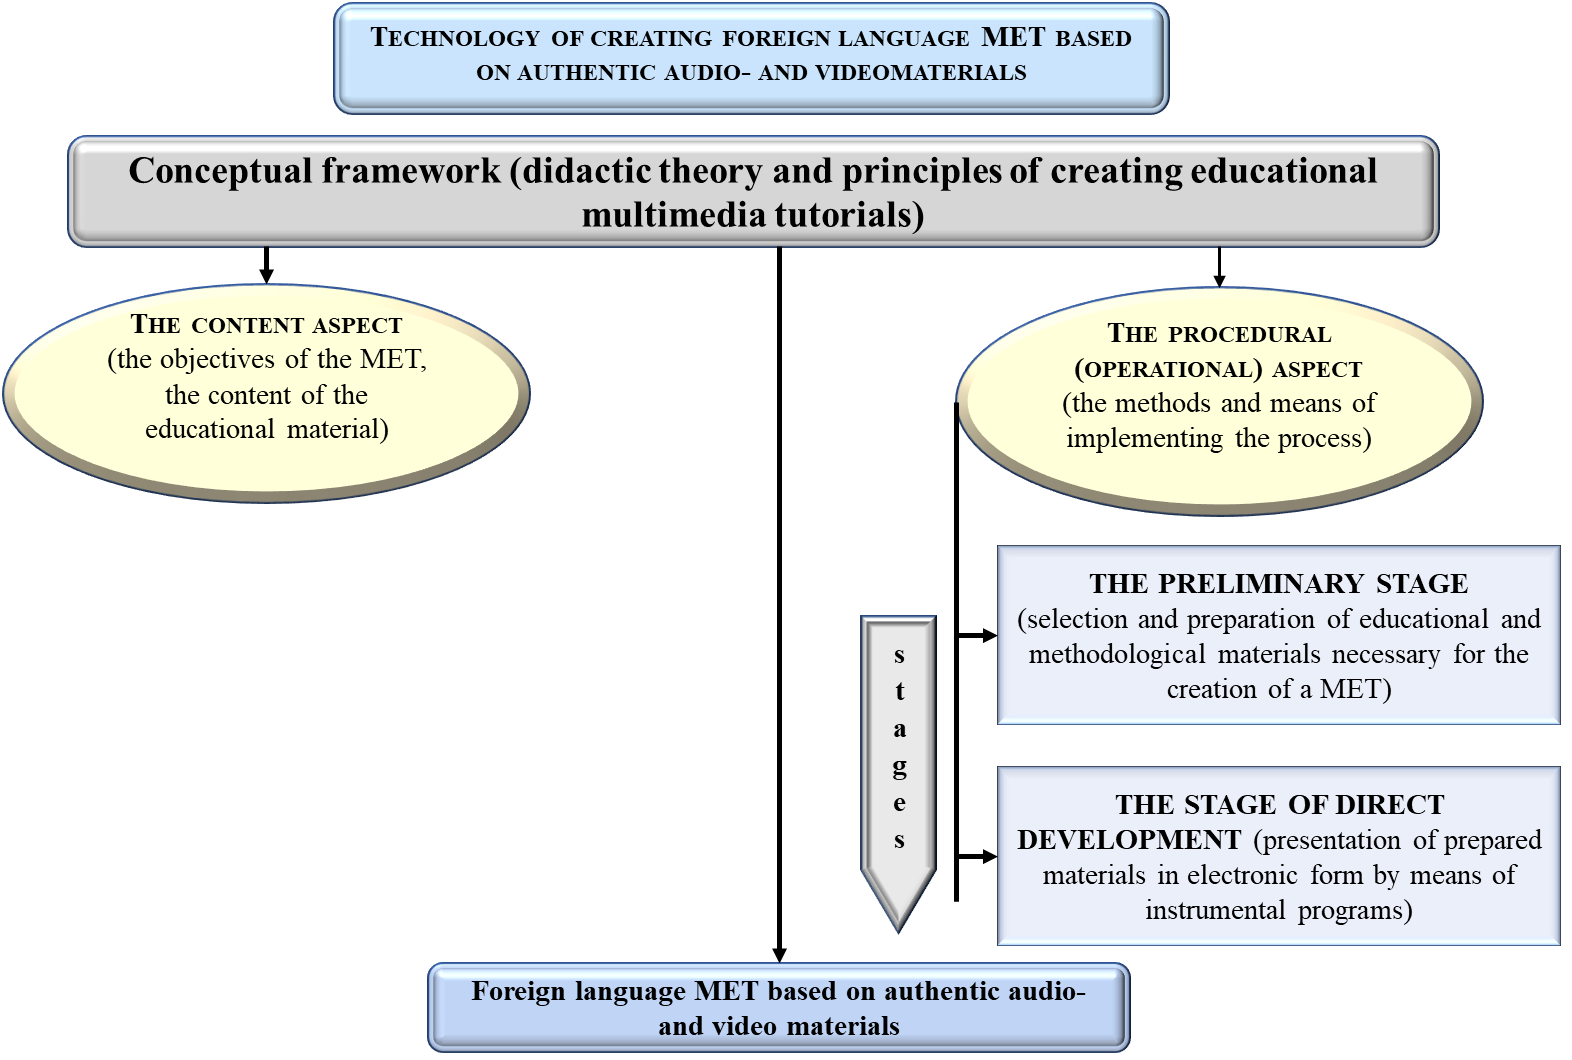 TECHNOLOGY OF CREATING FOREIGN LANGUAGE MET BASED
ON AUTHENTIC AUDIO- AND VIDEOMATERIALS
Conceptual framework (didactic theory and principles of creating educational
multimedia tutorials)
THE CONTENT ASPECT
(the objectives of the MET,
the content of the
educational material)
THE PROCEDURAL
(OPERATIONAL) ASPECT
(the methods and means of
implementing the process)
s
t
a
g
e
s
THE PRELIMINARY STAGE
(selection and preparation of educational and
methodological materials necessary for the
creation of a MET)
THE STAGE OF DIRECT
DEVELOPMENT (presentation of prepared
materials in electronic form by means of
instrumental programs)
Foreign language MET based on authentic audio-
and video materials